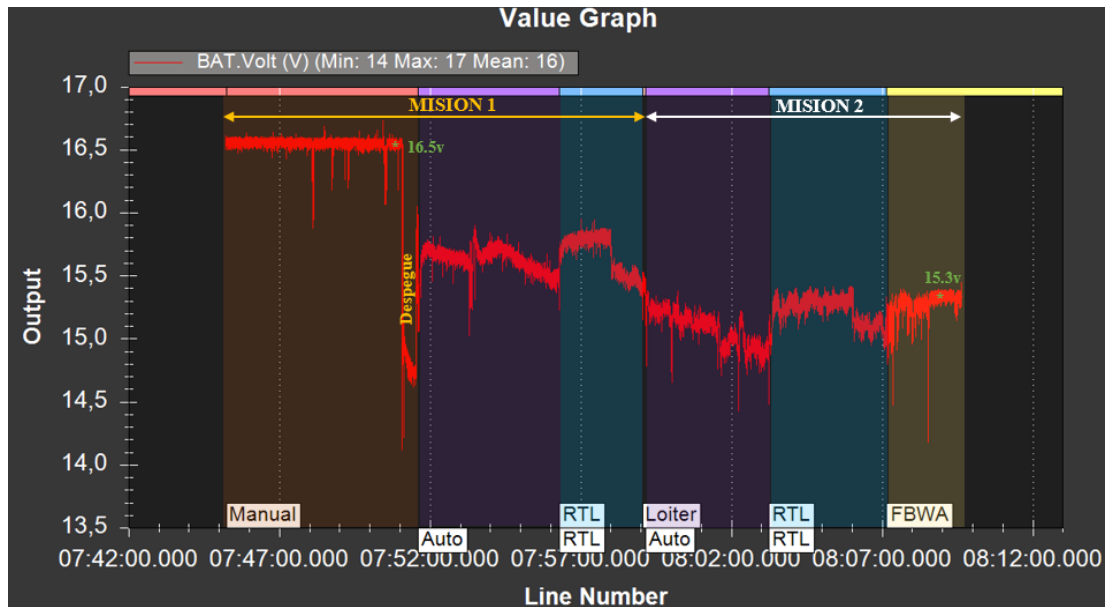 Value Graph
BAT.Volt (V) (Min: 14 Max: 17 Mean: 16)
17,0
MISION 1
MISION 2
16,5
16.5v
16,0
15,5
15.3v
Despegue
15,0
14,5
14,0
13,5
Output
Manual
RTL
Loiter
RTL
FBWA
Auto
RTL
Auto
RTL
07:42:00.000
07:47:00.000
07:52:00.000
07:57:00.000
08:02:00.000
08:07:00.000
08:12:00.000
Line Number